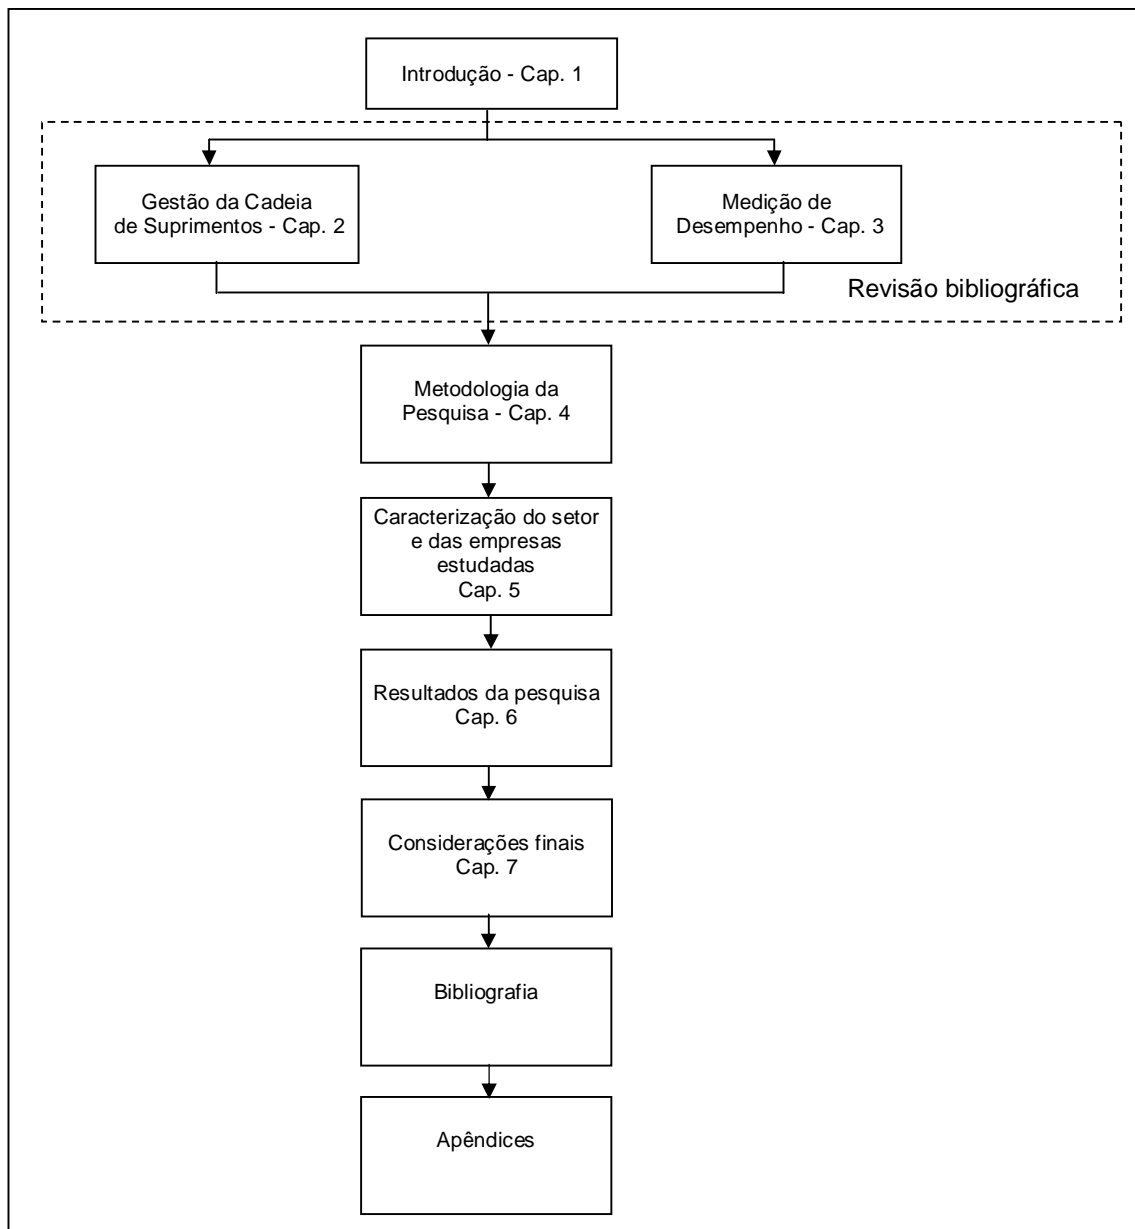 Introdução - Cap. 1
Gestão da Cadeia
de Suprimentos - Cap. 2
Medição de
Desempenho - Cap. 3
Revisão bibliográfica
Metodologia da
Pesquisa - Cap. 4
Caracterização do setor
e das empresas
estudadas
Cap. 5
Resultados da pesquisa
Cap. 6
Considerações finais
Cap. 7
Bibliografia
Apêndices